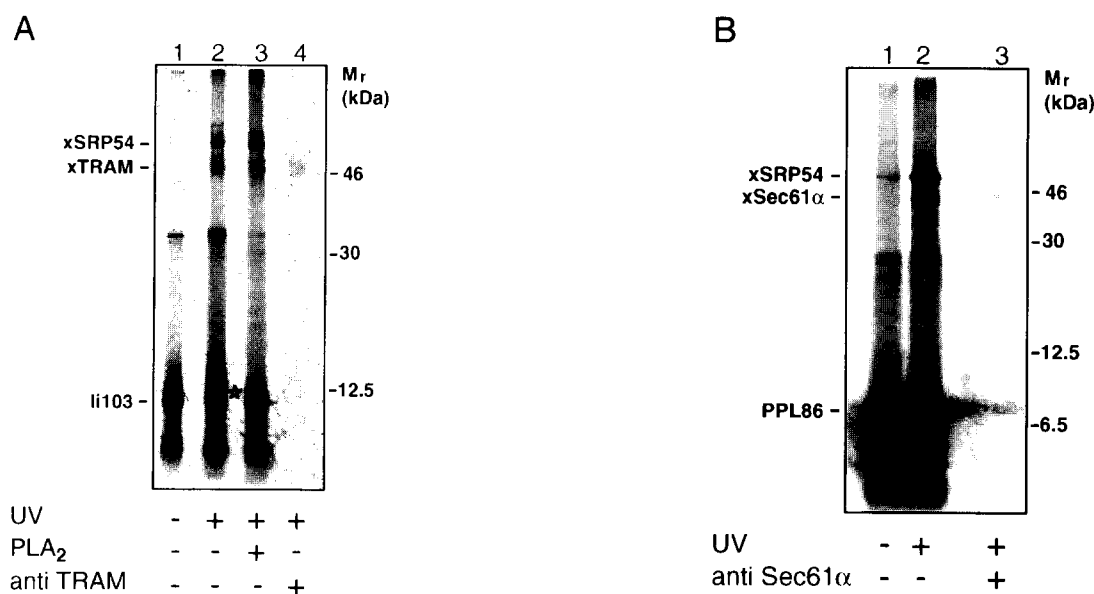 A
1 2 3 4
Mr
(kDa)
xSRP54
xTRAM
-46
-30
-12.5
Ii103
UV - + + +
PLA2 - - + -
anti TRAM - - - +
B
1 2 3
Mr
(kDa)
xSRP54
xSec61α
-46
-30
-12.5
PPL86
-6.5
UV - + +
anti Sec61α - - +